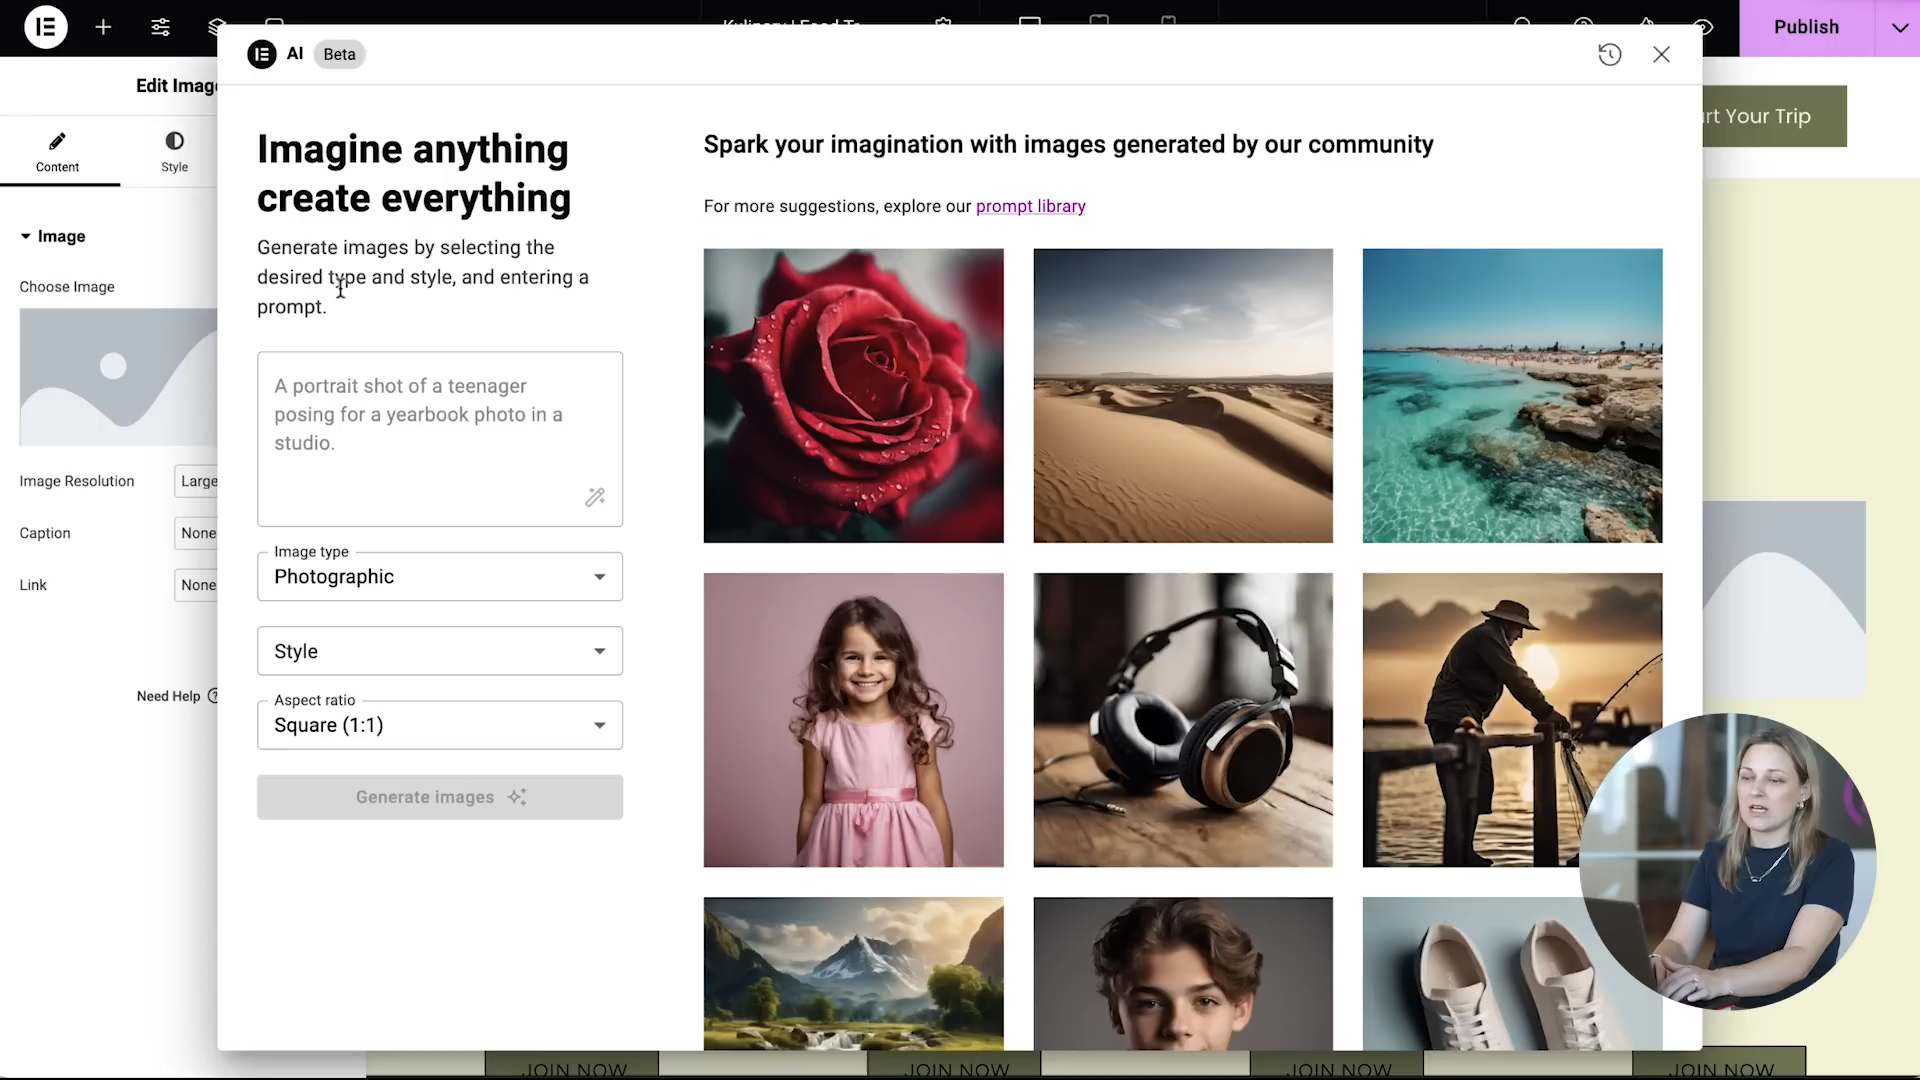 Publish
AI
Beta
Edit
Content
Style
Image
Choose Image
Image Resolution
Large
Caption
None
Link
None
Need Help
Imagine anything
create everything
Generate images by selecting the
desired type and style, and entering a
prompt.
A portrait shot of a teenager
posing for a yearbook photo in a
studio.
Image type
Photographic
Style
Aspect ratio
Square (1:1)
Generate images
Spark your imagination with images generated by our community
For more suggestions, explore our prompt library
Your Trip
JOIN NOW
JOIN NOW
JOIN NOW
JOIN NOW